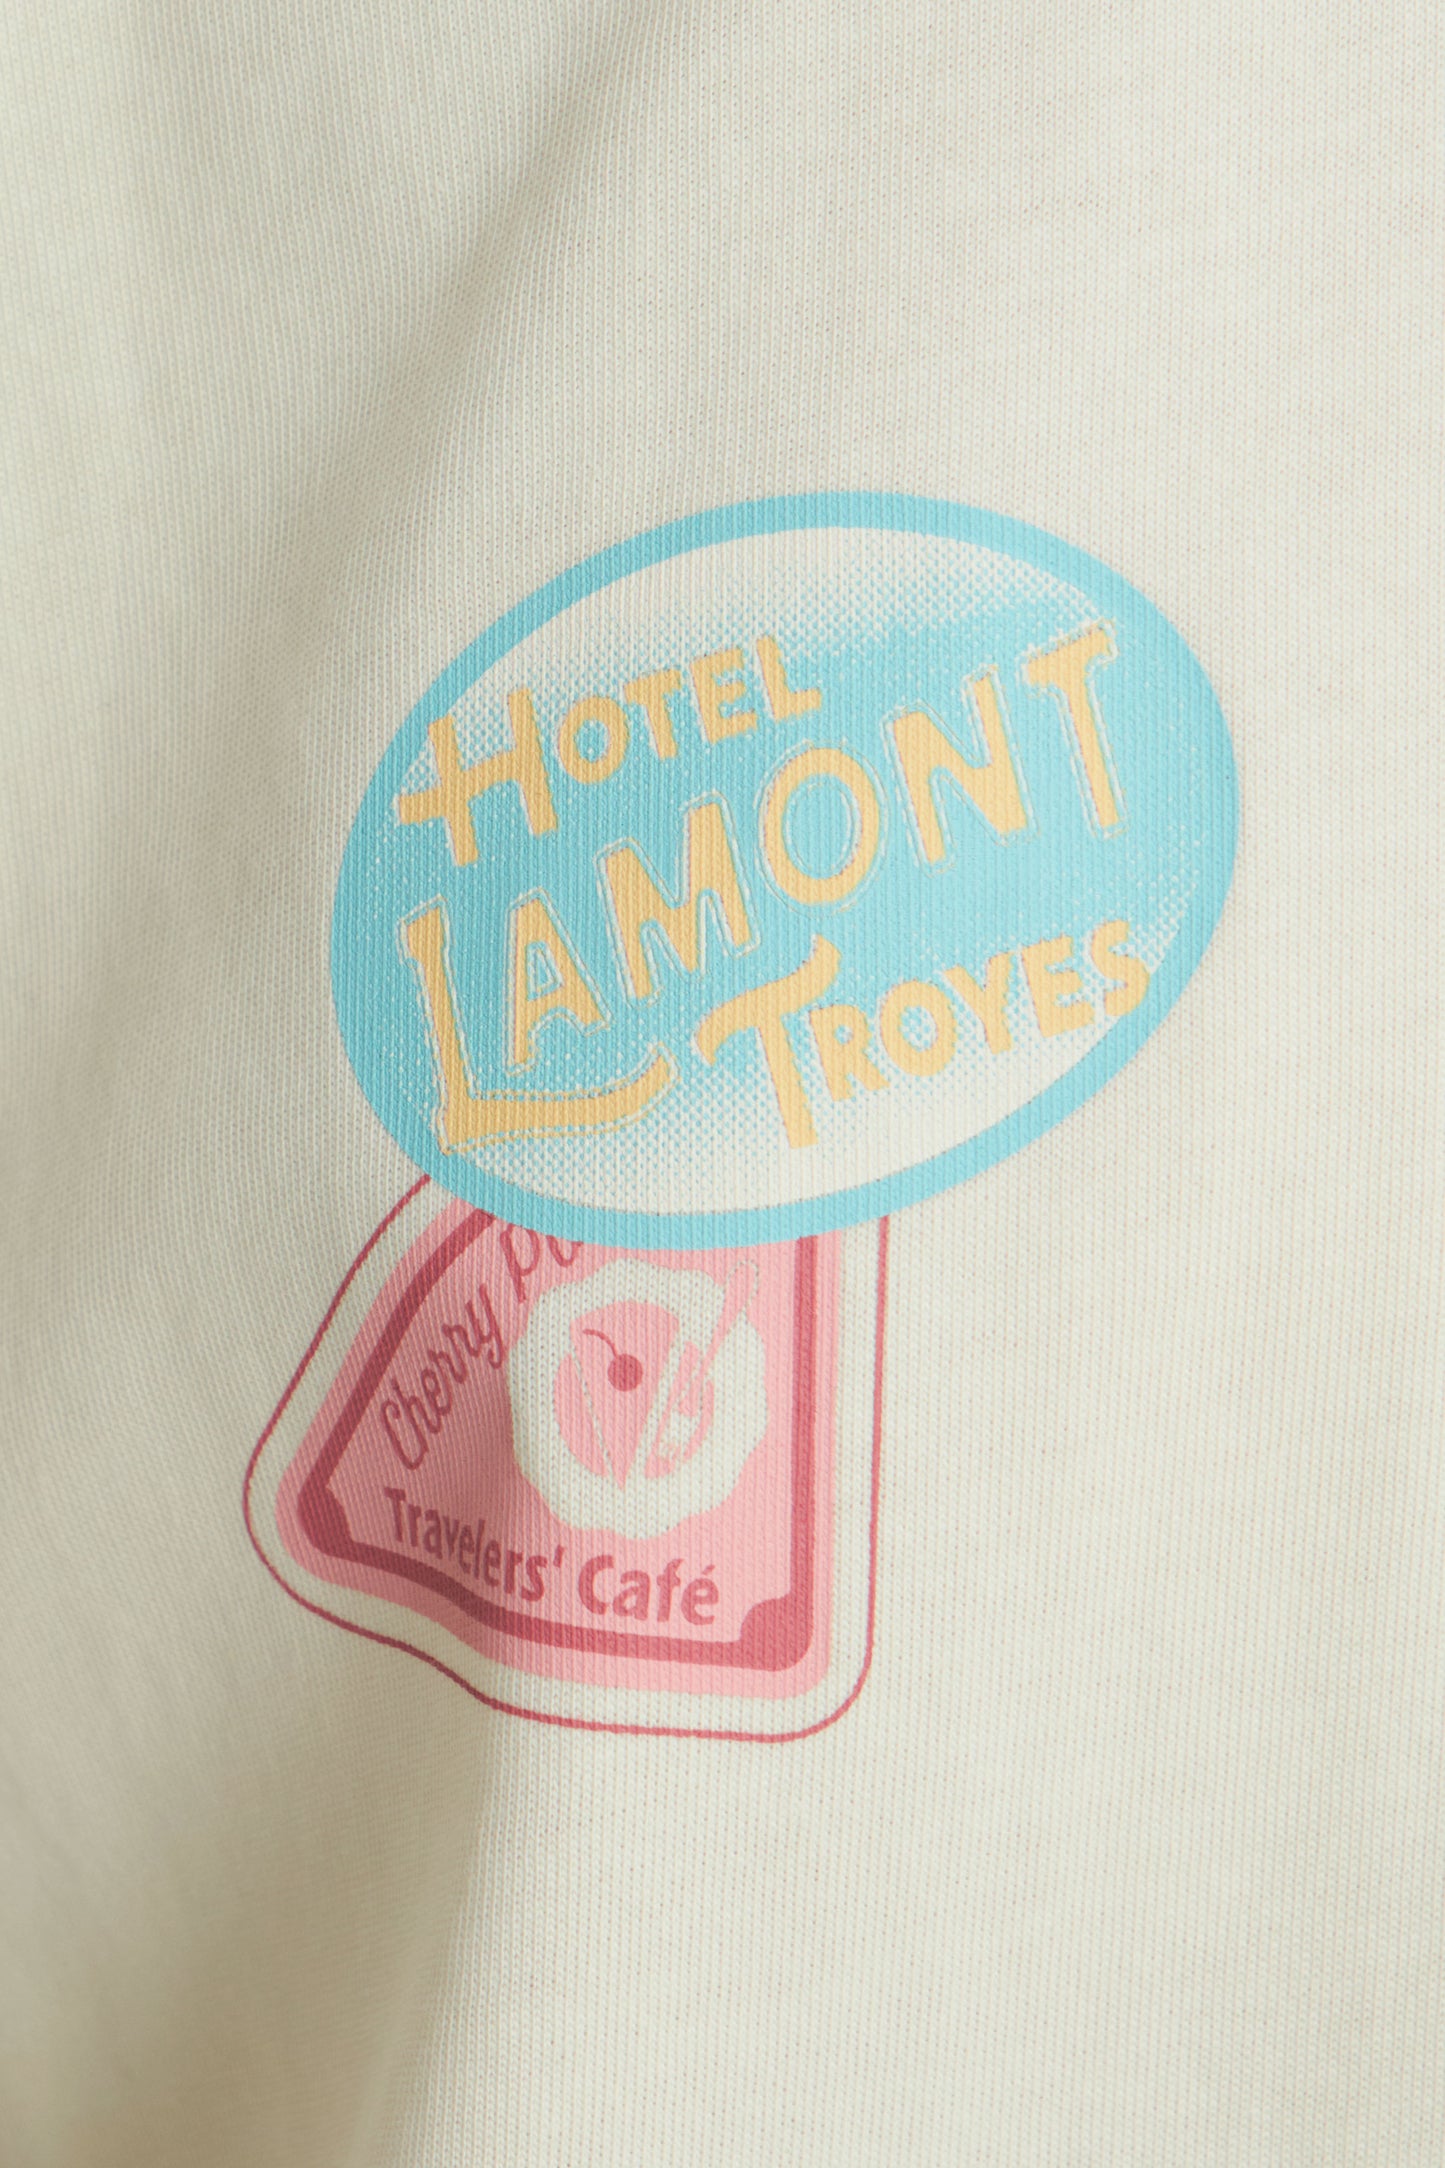 HOTEL
LAMONT
TROYES
Cherry
Travelers' Café